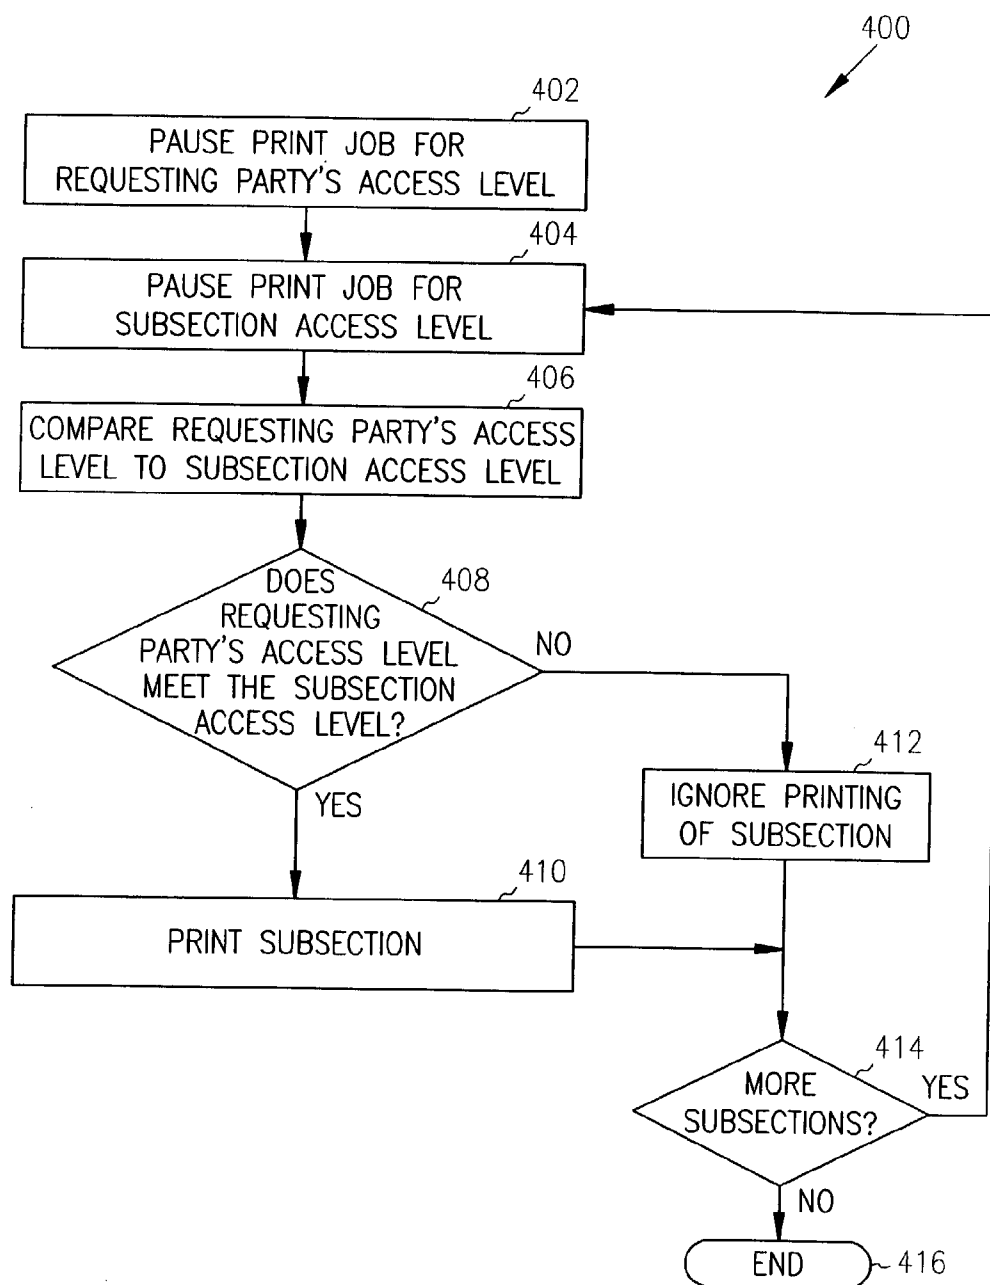 400
402
PAUSE PRINT JOB FOR
REQUESTING PARTY'S ACCESS LEVEL
404
PAUSE PRINT JOB FOR
SUBSECTION ACCESS LEVEL
406
COMPARE REQUESTING PARTY'S ACCESS
LEVEL TO SUBSECTION ACCESS LEVEL
408
DOES
REQUESTING
PARTY'S ACCESS LEVEL
MEET THE SUBSECTION
ACCESS LEVEL?
NO
YES
412
IGNORE PRINTING
OF SUBSECTION
410
PRINT SUBSECTION
414
MORE
SUBSECTIONS?
YES
NO
END
416